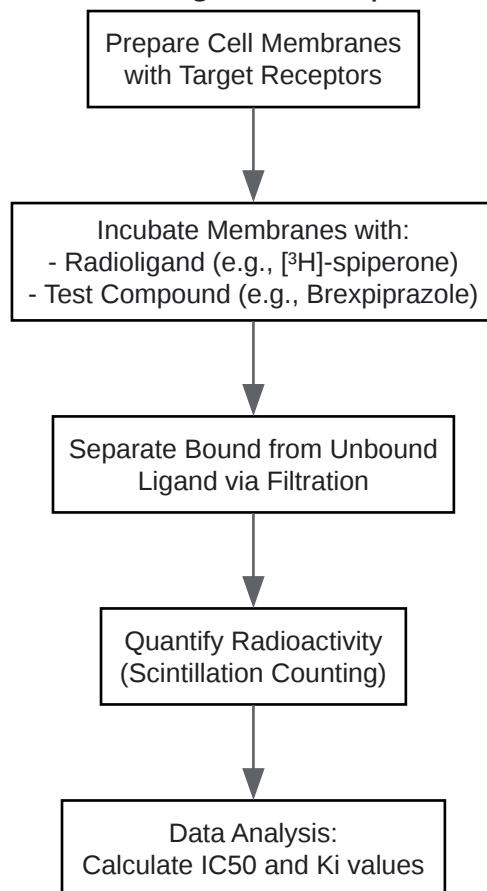 Prepare Cell Membranes
with Target Receptors
Incubate Membranes with:
- Radioligand (e.g., [³H]-spiperone)
- Test Compound (e.g., Brexpiprazole)
Separate Bound from Unbound
Ligand via Filtration
Quantify Radioactivity
(Scintillation Counting)
Data Analysis:
Calculate IC50 and Ki values